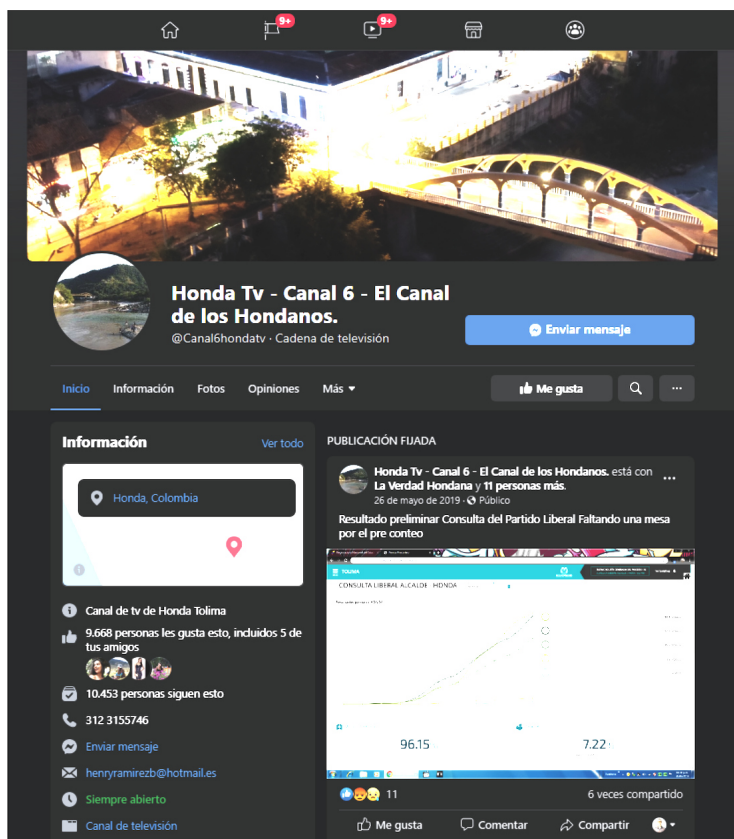 9+
9+
Honda Tv - Canal 6 - El Canal
de los Hondanos.
@Canal6hondatv · Cadena de televisión
Enviar mensaje
Inicio
Información
Fotos
Opiniones
Más
Me gusta
Información
Ver todo
Honda, Colombia
Canal de tv de Honda Tolima
9.668 personas les gusta esto, incluidos 5 de
tus amigos
10.453 personas siguen esto
312 3155746
Enviar mensaje
henryramirezb@hotmail.es
Siempre abierto
Canal de televisión
PUBLICACIÓN FIJADA
Honda Tv - Canal 6 - El Canal de los Hondanos. está con
La Verdad Hondana y 11 personas más.
26 de mayo de 2019 · Público
Resultado preliminar Consulta del Partido Liberal Faltando una mesa
por el pre conteo
TOLIMA
CONSULTA LIBERAL ALCALDE HONDA
96.15
7.22
11
6 veces compartido
Me gusta
Comentar
Compartir